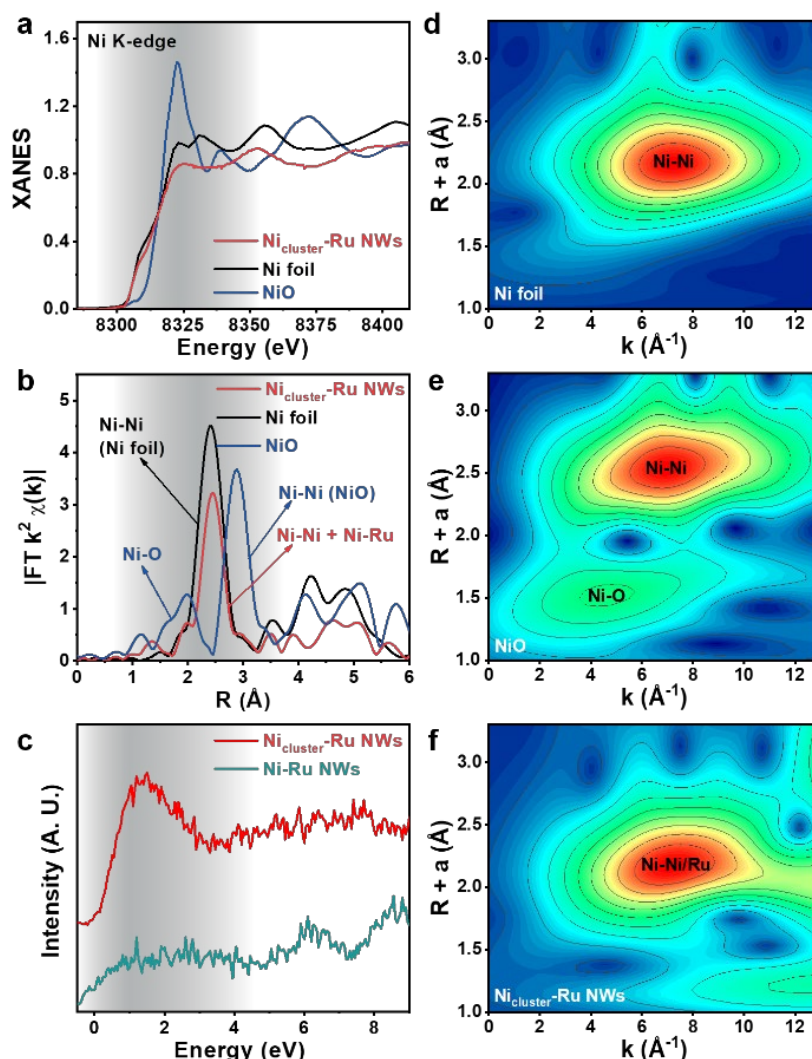 a
Ni K-edge
XANES
1.6
1.2
0.8
0.4
0.0
Ni_cluster-Ru NWs
Ni foil
NiO
8300 8325 8350 8375 8400
Energy (eV)
b
|FT k² χ(k)|
5
4
3
2
1
0
Ni_cluster-Ru NWs
Ni foil
NiO
Ni-Ni
(Ni foil)
Ni-Ni (NiO)
Ni-O
Ni-Ni + Ni-Ru
0 1 2 3 4 5 6
R (Å)
c
Intensity (A. U.)
Ni_cluster-Ru NWs
Ni-Ru NWs
0 2 4 6 8
Energy (eV)
d
R + a (Å)
3.0
2.5
2.0
1.5
1.0
Ni-Ni
Ni foil
0 2 4 6 8 10 12
k (Å⁻¹)
e
R + a (Å)
3.0
2.5
2.0
1.5
1.0
Ni-Ni
Ni-O
NiO
0 2 4 6 8 10 12
k (Å⁻¹)
f
R + a (Å)
3.0
2.5
2.0
1.5
1.0
Ni-Ni/Ru
Ni_cluster-Ru NWs
0 2 4 6 8 10 12
k (Å⁻¹)